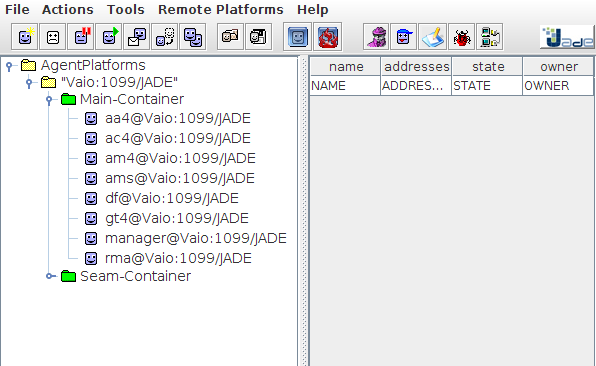 File Actions Tools Remote Platforms Help
Jade
AgentPlatforms
"Vaio:1099/JADE"
Main-Container
aa4@Vaio:1099/JADE
ac4@Vaio:1099/JADE
am4@Vaio:1099/JADE
ams@Vaio:1099/JADE
df@Vaio:1099/JADE
gt4@Vaio:1099/JADE
manager@Vaio:1099/JADE
rma@Vaio:1099/JADE
Seam-Container
name addresses state owner
NAME ADDRES... STATE OWNER